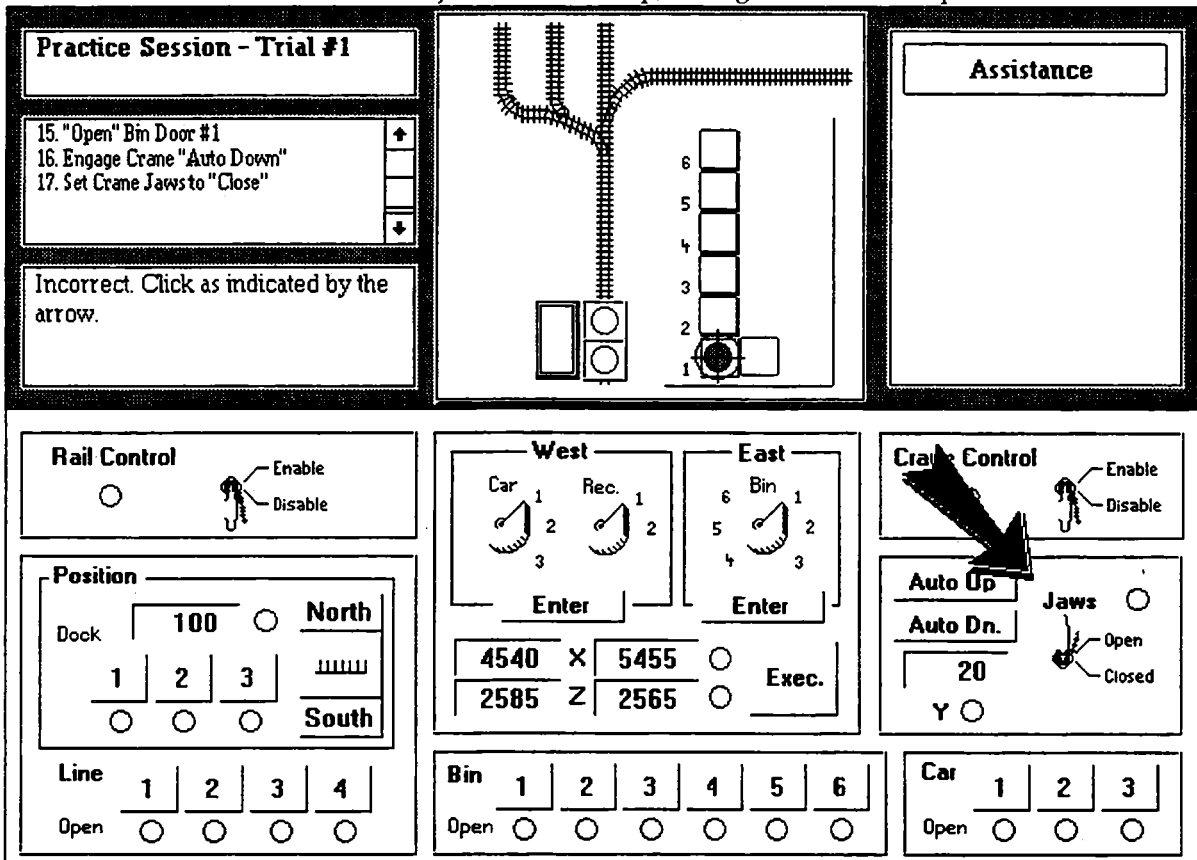 Practice Session - Trial #1
15. "Open" Bin Door #1
16. Engage Crane "Auto Down"
17. Set Crane Jaws to "Close"
Incorrect. Click as indicated by the
arrow.
6
5
4
3
2
1
Assistance
Rail Control
Enable
Disable
Position
Dock
100
North
1 2 3
South
Line
1 2 3 4
Open
West
Car
1
2
3
Rec.
1
2
Enter
East
Bin
6 1
5 2
4 3
Enter
4540 X 5455
2585 Z 2565
Exec.
Bin
1 2 3 4 5 6
Open
Control
Enable
Disable
Auto Up
Auto Dn.
20
Y
Jaws
Open
Closed
Car
1 2 3
Open